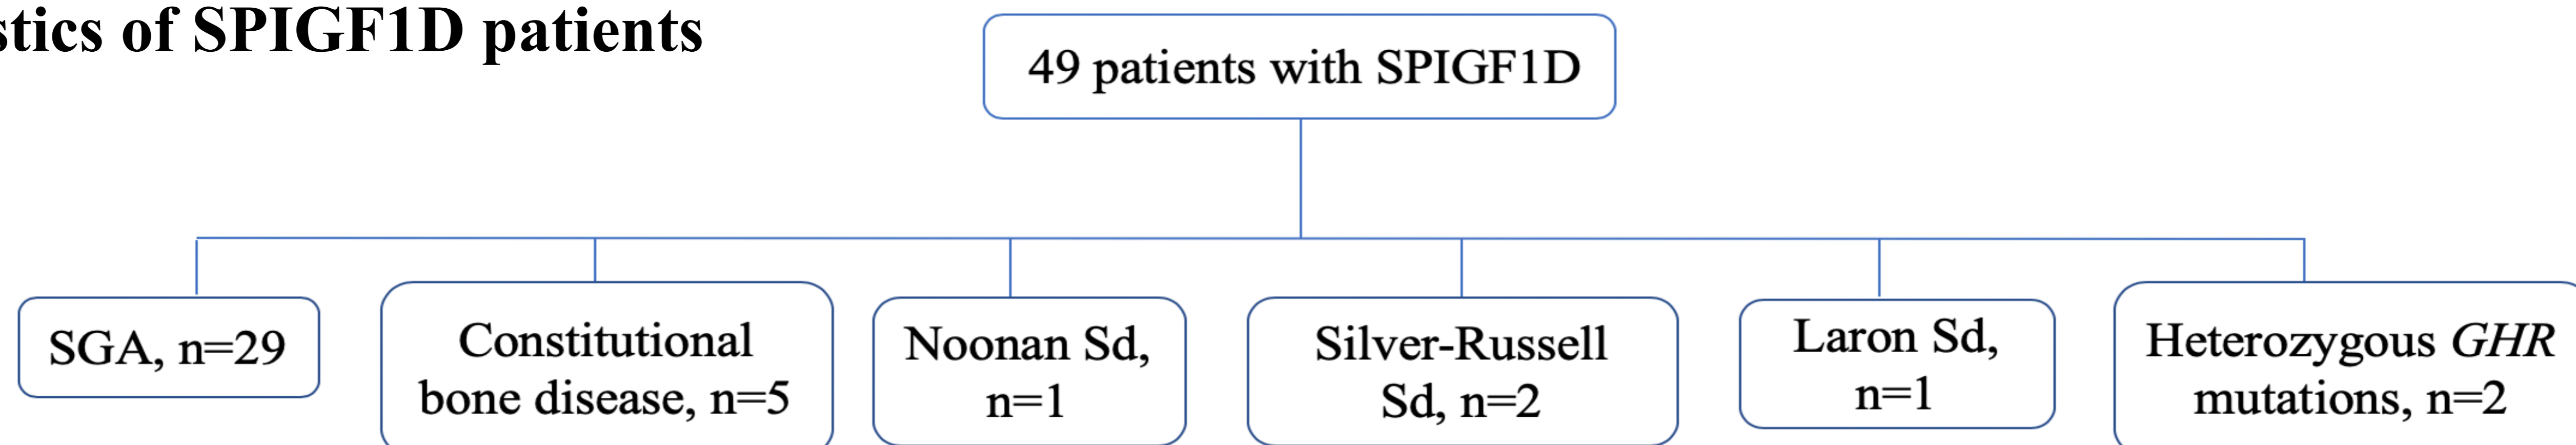 stics of SPIGF1D patients
49 patients with SPIGF1D
SGA, n=29
Constitutional
bone disease, n=5
Noonan Sd,
n=1
Silver-Russell
Sd, n=2
Laron Sd,
n=1
Heterozygous GHR
mutations, n=2